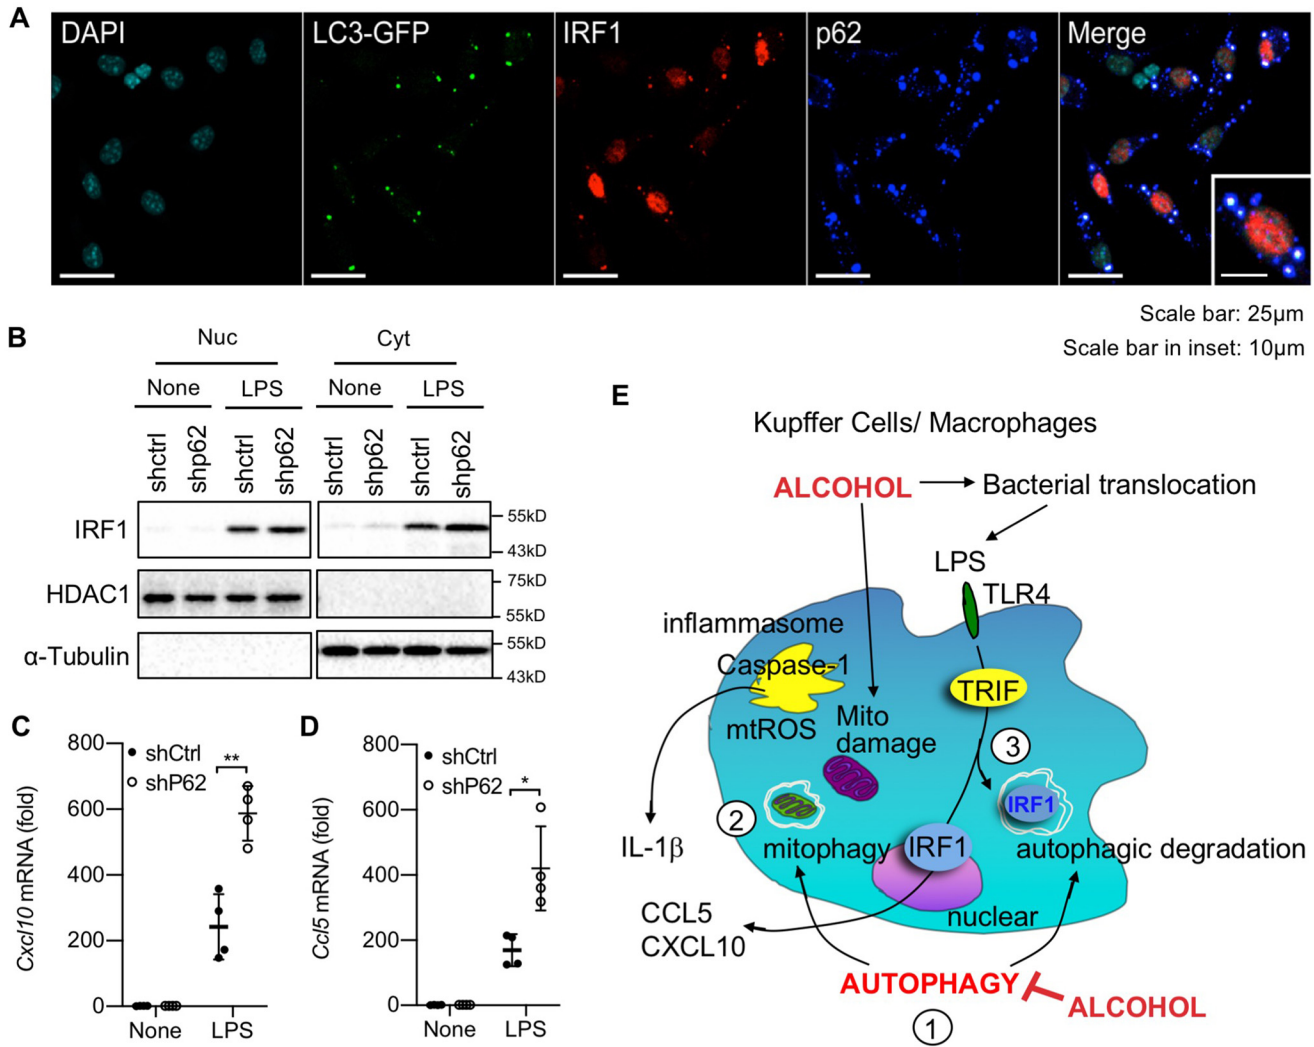 A
DAPI
LC3-GFP
IRF1
p62
Merge
Scale bar: 25μm
Scale bar in inset: 10μm
B
Nuc
Cyt
None
LPS
None
LPS
shctrl
shp62
shctrl
shp62
shctrl
shp62
shctrl
shp62
IRF1
55kD
43kD
HDAC1
75kD
55kD
α-Tubulin
55kD
43kD
C
Cxcl10 mRNA (fold)
800
600
400
200
0
shCtrl
shP62
**
None
LPS
D
Ccl5 mRNA (fold)
800
600
400
200
0
shCtrl
shP62
*
None
LPS
E
Kupffer Cells/ Macrophages
ALCOHOL
Bacterial translocation
LPS
TLR4
inflammasome
Caspase-1
TRIF
mtROS
Mito
damage
3
IRF1
2
IL-1β
mitophagy
IRF1
autophagic degradation
CCL5
CXCL10
nuclear
AUTOPHAGY
ALCOHOL
1